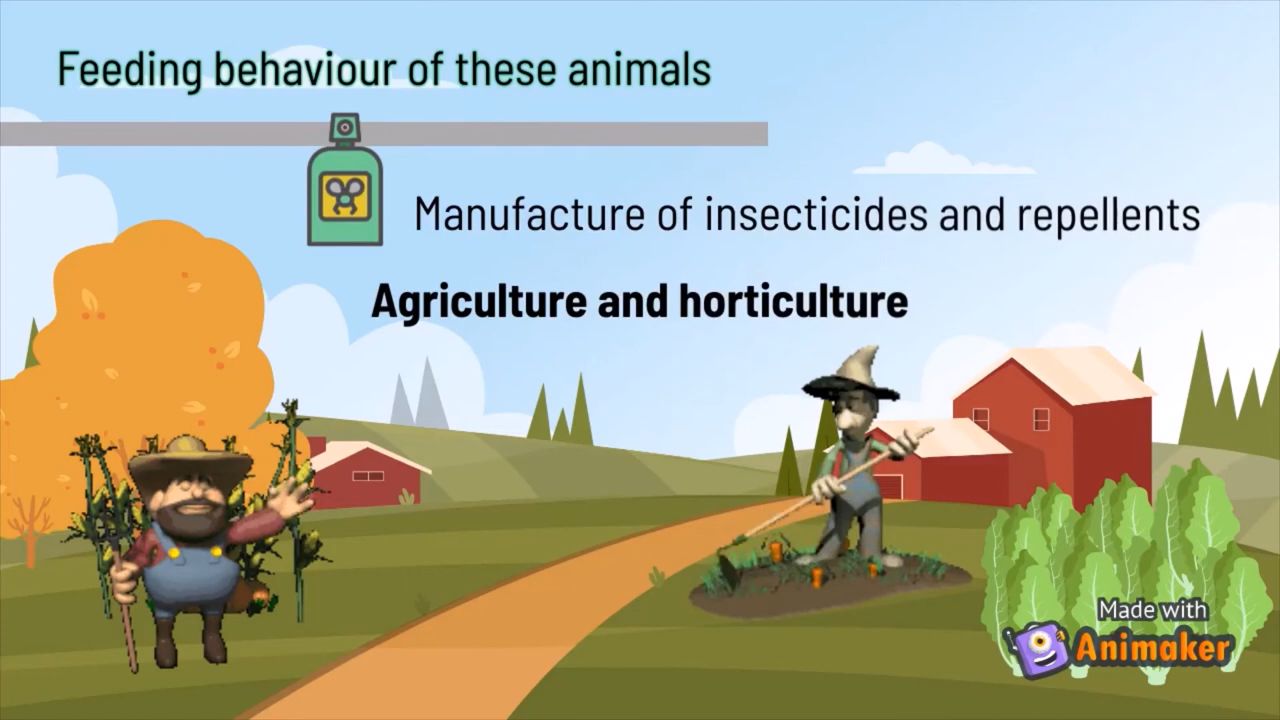 Feeding behaviour of these animals
Manufacture of insecticides and repellents
Agriculture and horticulture
Made with
Animaker